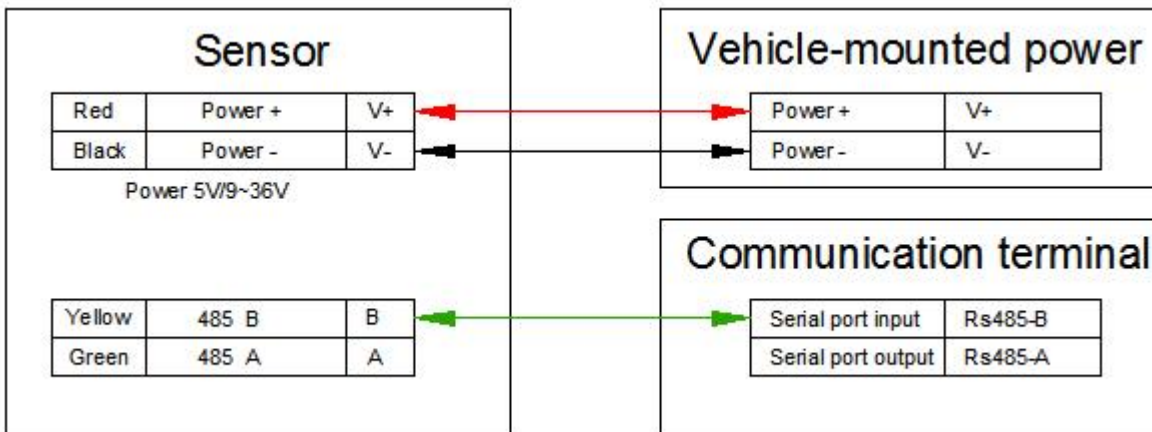 Sensor
Red Power + V+
Black Power - V-
Power 5V/9~36V
Yellow 485 B B
Green 485 A A
Vehicle-mounted power
Power + V+
Power - V-
Communication terminal
Serial port input Rs485-B
Serial port output Rs485-A